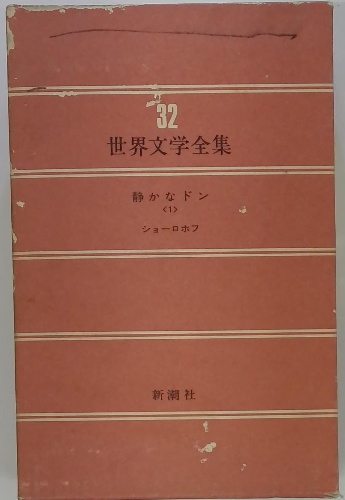 32
世界文学全集
静かなドン
〈1〉
ショーロホフ
新潮社